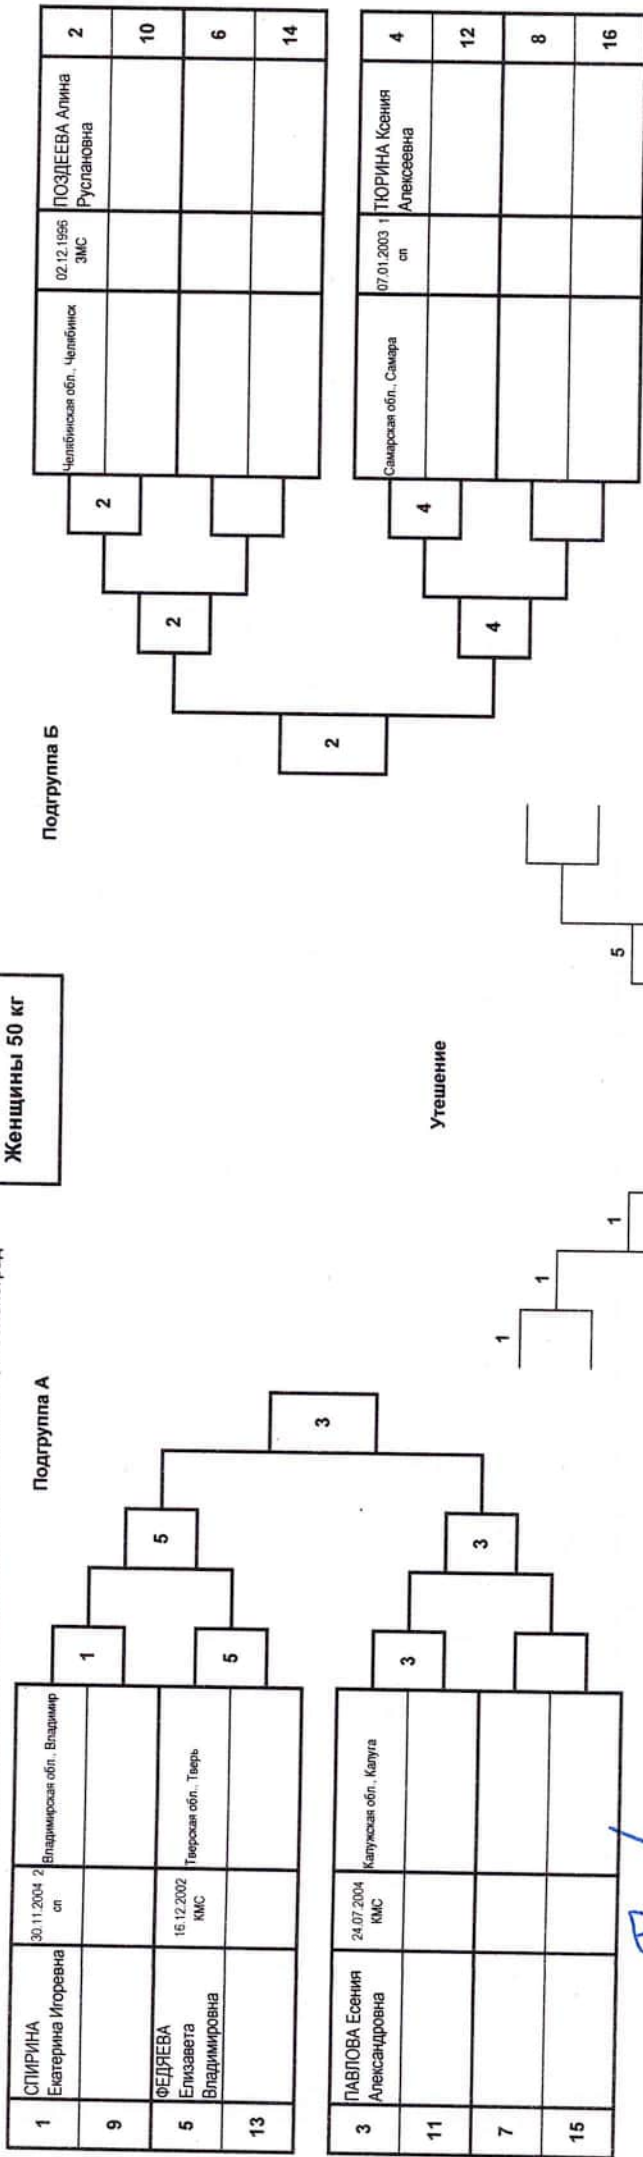 Женщины 50 кг
Подгруппа А
1
СПИРИНА
Екатерина Игоревна
30.11.2004 2
сп
Владимирская обл., Владимир
9
5
ФЕДЯЕВА
Елизавета
Владимировна
16.12.2002
КМС
Тверская обл., Тверь
13
1
5
5
3
ПАВЛОВА Есения
Александровна
24.07.2004
КМС
Калужская обл., Калуга
11
7
15
3
3
3
Подгруппа Б
2
ПОЗДЕЕВА Алина
Руслановна
02.12.1996
ЗМС
Челябинская обл., Челябинск
10
6
14
2
2
4
ТЮРИНА Ксения
Алексеевна
07.01.2003 1
сп
Самарская обл., Самара
12
8
16
4
4
2
Утешение
1
1
1
5